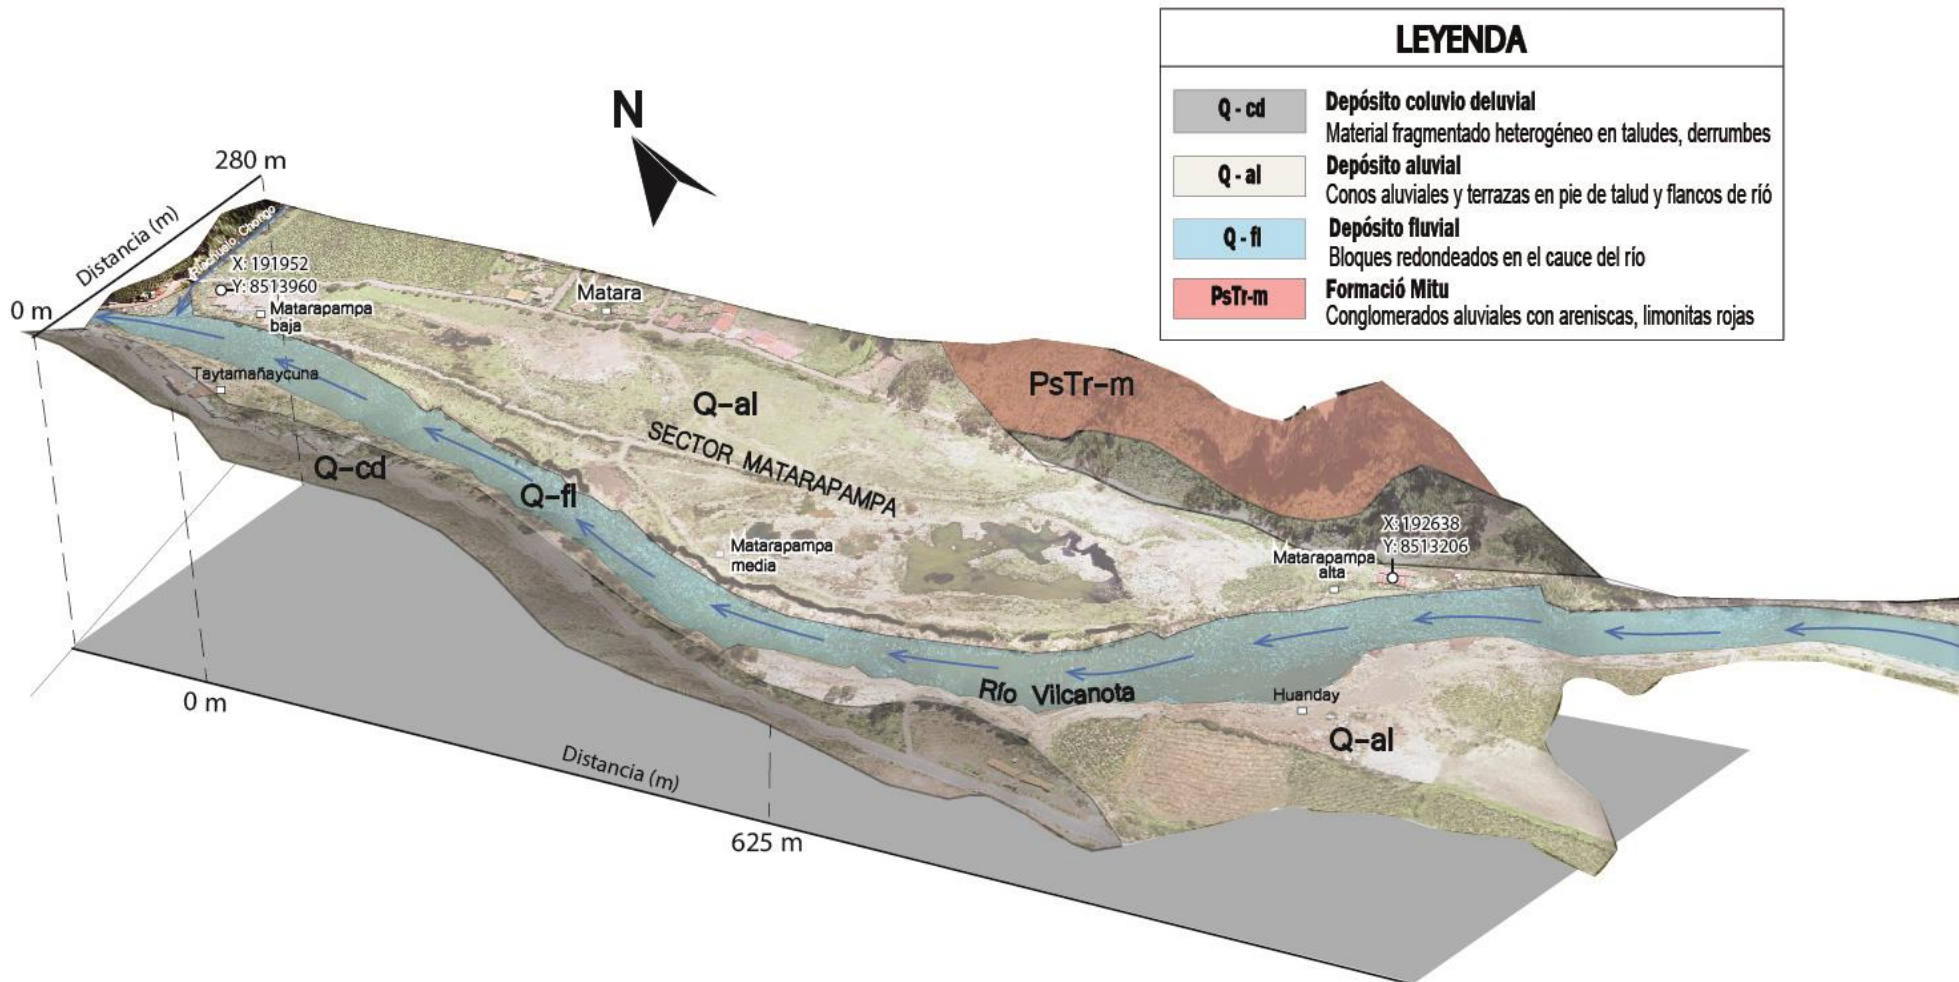 LEYENDA
Q - cd
Depósito coluvio deluvial
Material fragmentado heterogéneo en taludes, derrumbes
Q - al
Depósito aluvial
Conos aluviales y terrazas en pie de talud y flancos de ríó
Q - fl
Depósito fluvial
Bloques redondeados en el cauce del río
PsTr-m
Formació Mitu
Conglomerados aluviales con areniscas, limonitas rojas
N
280 m
Distancia (m)
0 m
Riachuelo Chongo
X: 191952
Y: 8513960
Matarapampa
baja
Matara
Taytamañaycuna
PsTr-m
Q-al
SECTOR MATARAPAMPA
Q-cd
Q-fl
Matarapampa
media
X: 192638
Y: 8513206
Matarapampa
alta
Río Vilcanota
Huanday
Q-al
0 m
Distancia (m)
625 m